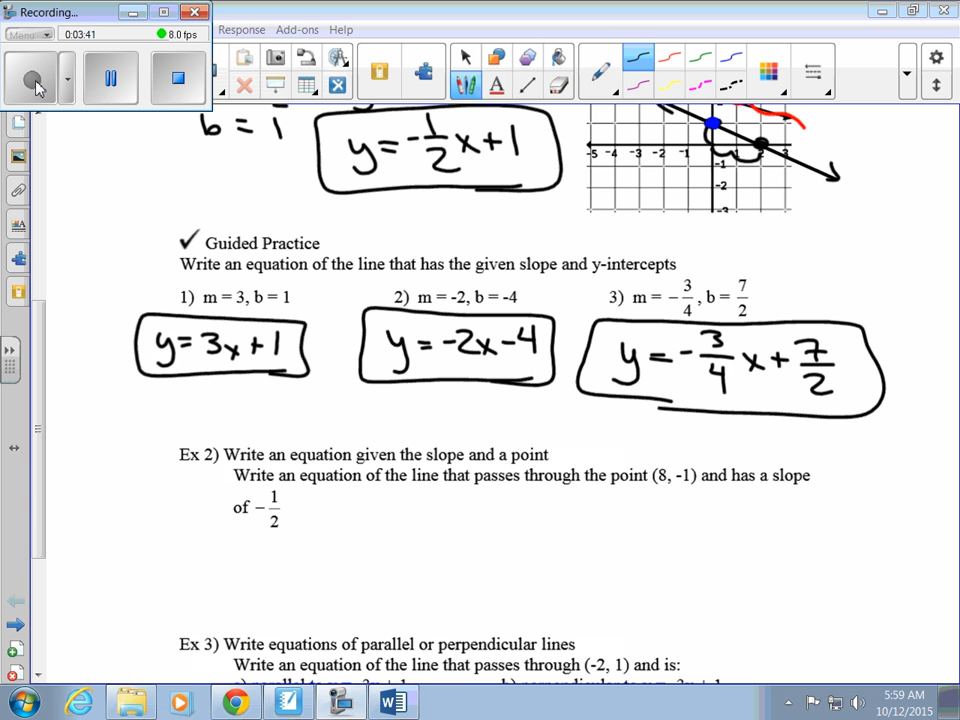 Recording...
Menu
0:03:41
8.0 fps
Response Add-ons Help
b = 1
y = -1/2 x + 1
-5 -4 -3 -2 -1 2 3
-1
-2
-3
✓ Guided Practice
Write an equation of the line that has the given slope and y-intercepts
1) m = 3, b = 1 2) m = -2, b = -4 3) m = -3/4, b = 7/2
y = 3x + 1 y = -2x - 4 y = -3/4 x + 7/2
Ex 2) Write an equation given the slope and a point
Write an equation of the line that passes through the point (8, -1) and has a slope
of -1/2
Ex 3) Write equations of parallel or perpendicular lines
Write an equation of the line that passes through (-2, 1) and is:
5:59 AM
10/12/2015